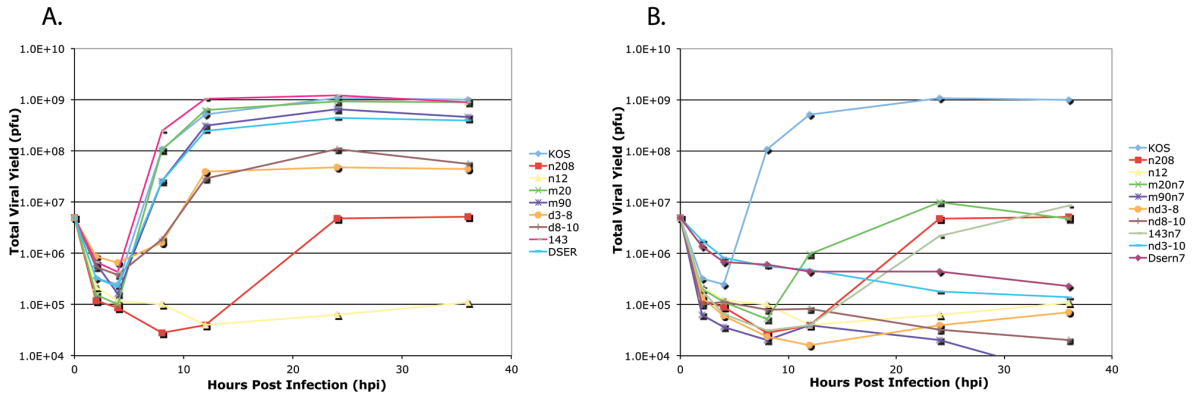 A.
Total Viral Yield (pfu)
1.0E+10
1.0E+09
1.0E+08
1.0E+07
1.0E+06
1.0E+05
1.0E+04
0
10
20
30
40
Hours Post Infection (hpi)
KOS
n208
n12
m20
m90
d3-8
d8-10
143
DSER
B.
Total Viral Yield (pfu)
1.0E+10
1.0E+09
1.0E+08
1.0E+07
1.0E+06
1.0E+05
1.0E+04
0
10
20
30
40
Hours Post Infection (hpi)
KOS
n208
n12
m20n7
m90n7
nd3-8
nd8-10
143n7
nd3-10
Dsern7